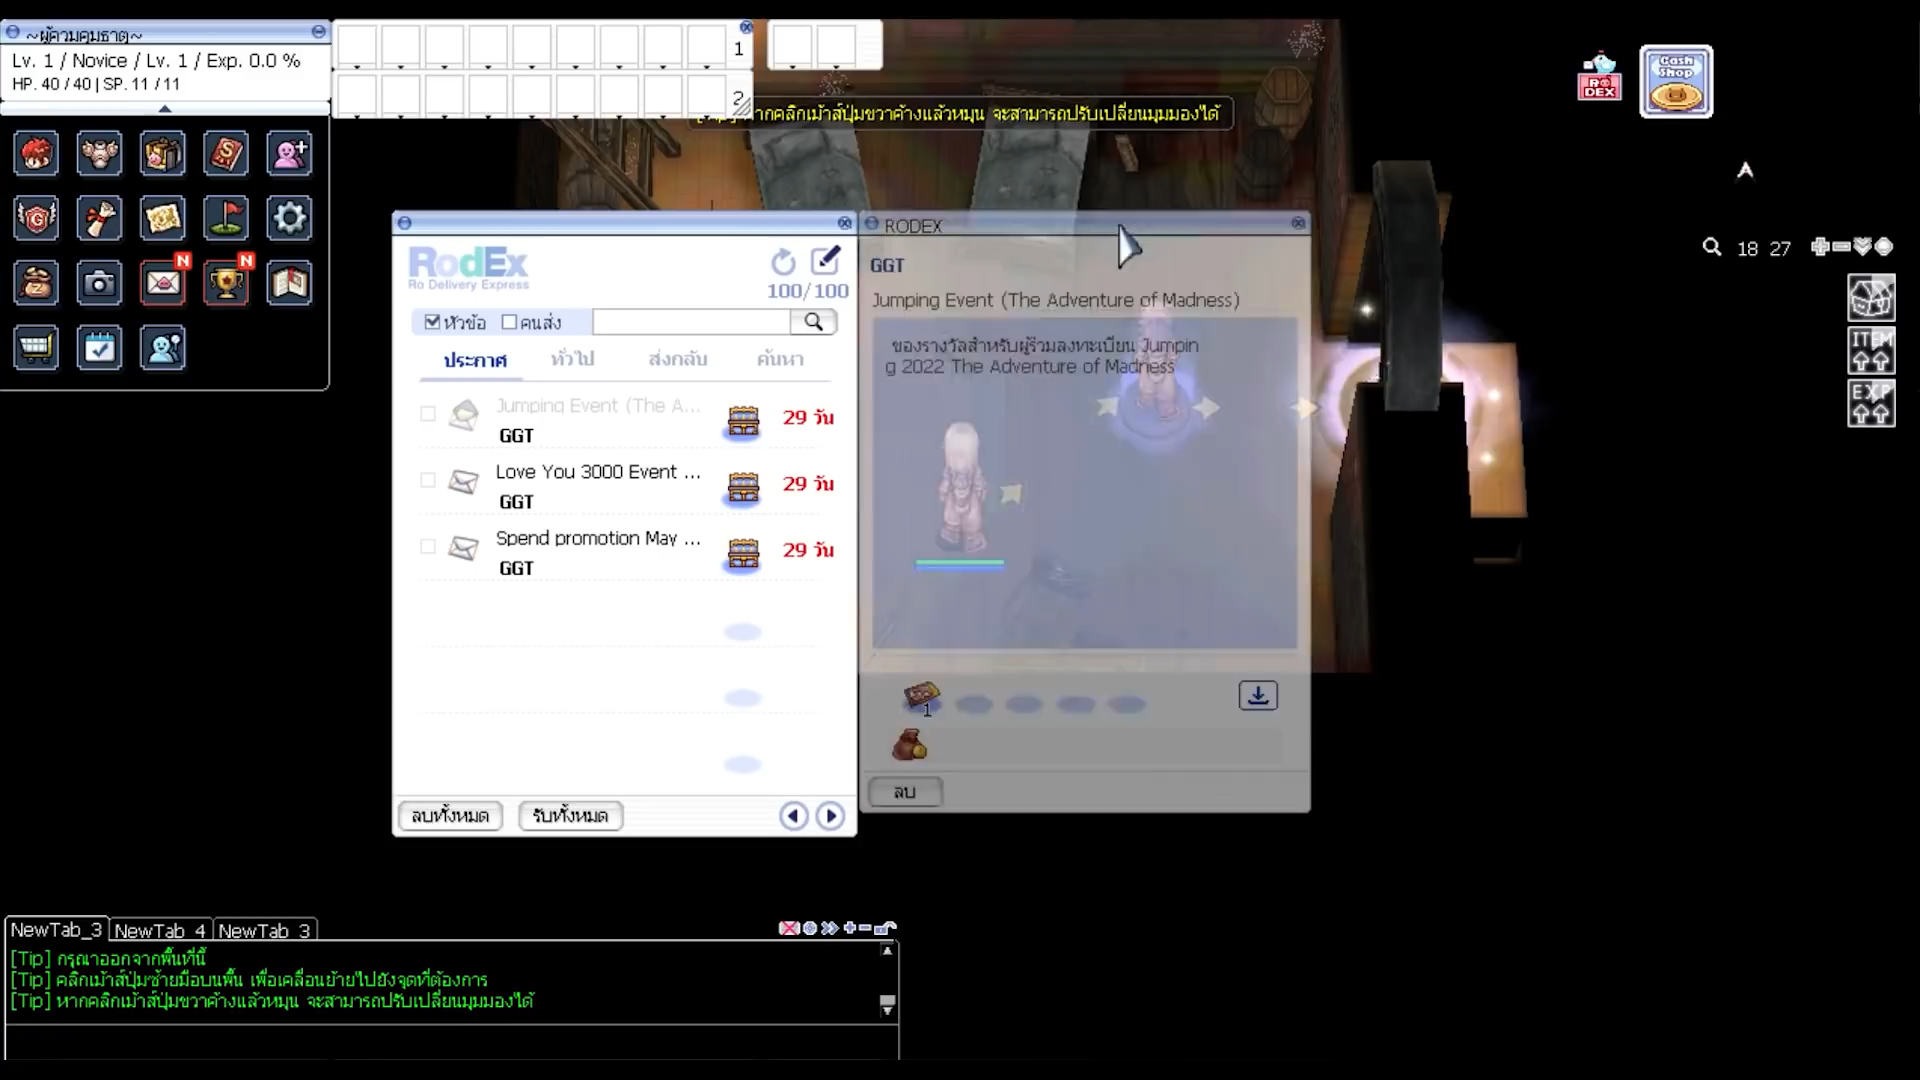 ~ผู้ควบคุมธาตุ~
Lv. 1 / Novice / Lv. 1 / Exp. 0.0 %
HP. 40 / 40 | SP. 11 / 11
1
2
ากคลิกเม้าส์ปุ่มขวาค้างแล้วหมุน จะสามารถปรับเปลี่ยนมุมมองได้
RO DEX
Cash Shop
18 27
ITEM
EXP
N
N
RodEx
Ro Delivery Express
100/100
หัวข้อ
คนส่ง
ประกาศ
ทั่วไป
ส่งกลับ
ค้นหา
Jumping Event (The A...
GGT
29 วัน
Love You 3000 Event ...
GGT
29 วัน
Spend promotion May ...
GGT
29 วัน
ลบทั้งหมด
รับทั้งหมด
RODEX
GGT
Jumping Event (The Adventure of Madness)
ของรางวัลสำหรับผู้ร่วมลงทะเบียน Jumpin
g 2022 The Adventure of Madness
1
ลบ
NewTab_3
NewTab_4
NewTab_3
[Tip] กรุณาออกจากพื้นที่นี้
[Tip] คลิกเม้าส์ปุ่มซ้ายมือบนพื้น เพื่อเคลื่อนย้ายไปยังจุดที่ต้องการ
[Tip] หากคลิกเม้าส์ปุ่มขวาค้างแล้วหมุน จะสามารถปรับเปลี่ยนมุมมองได้